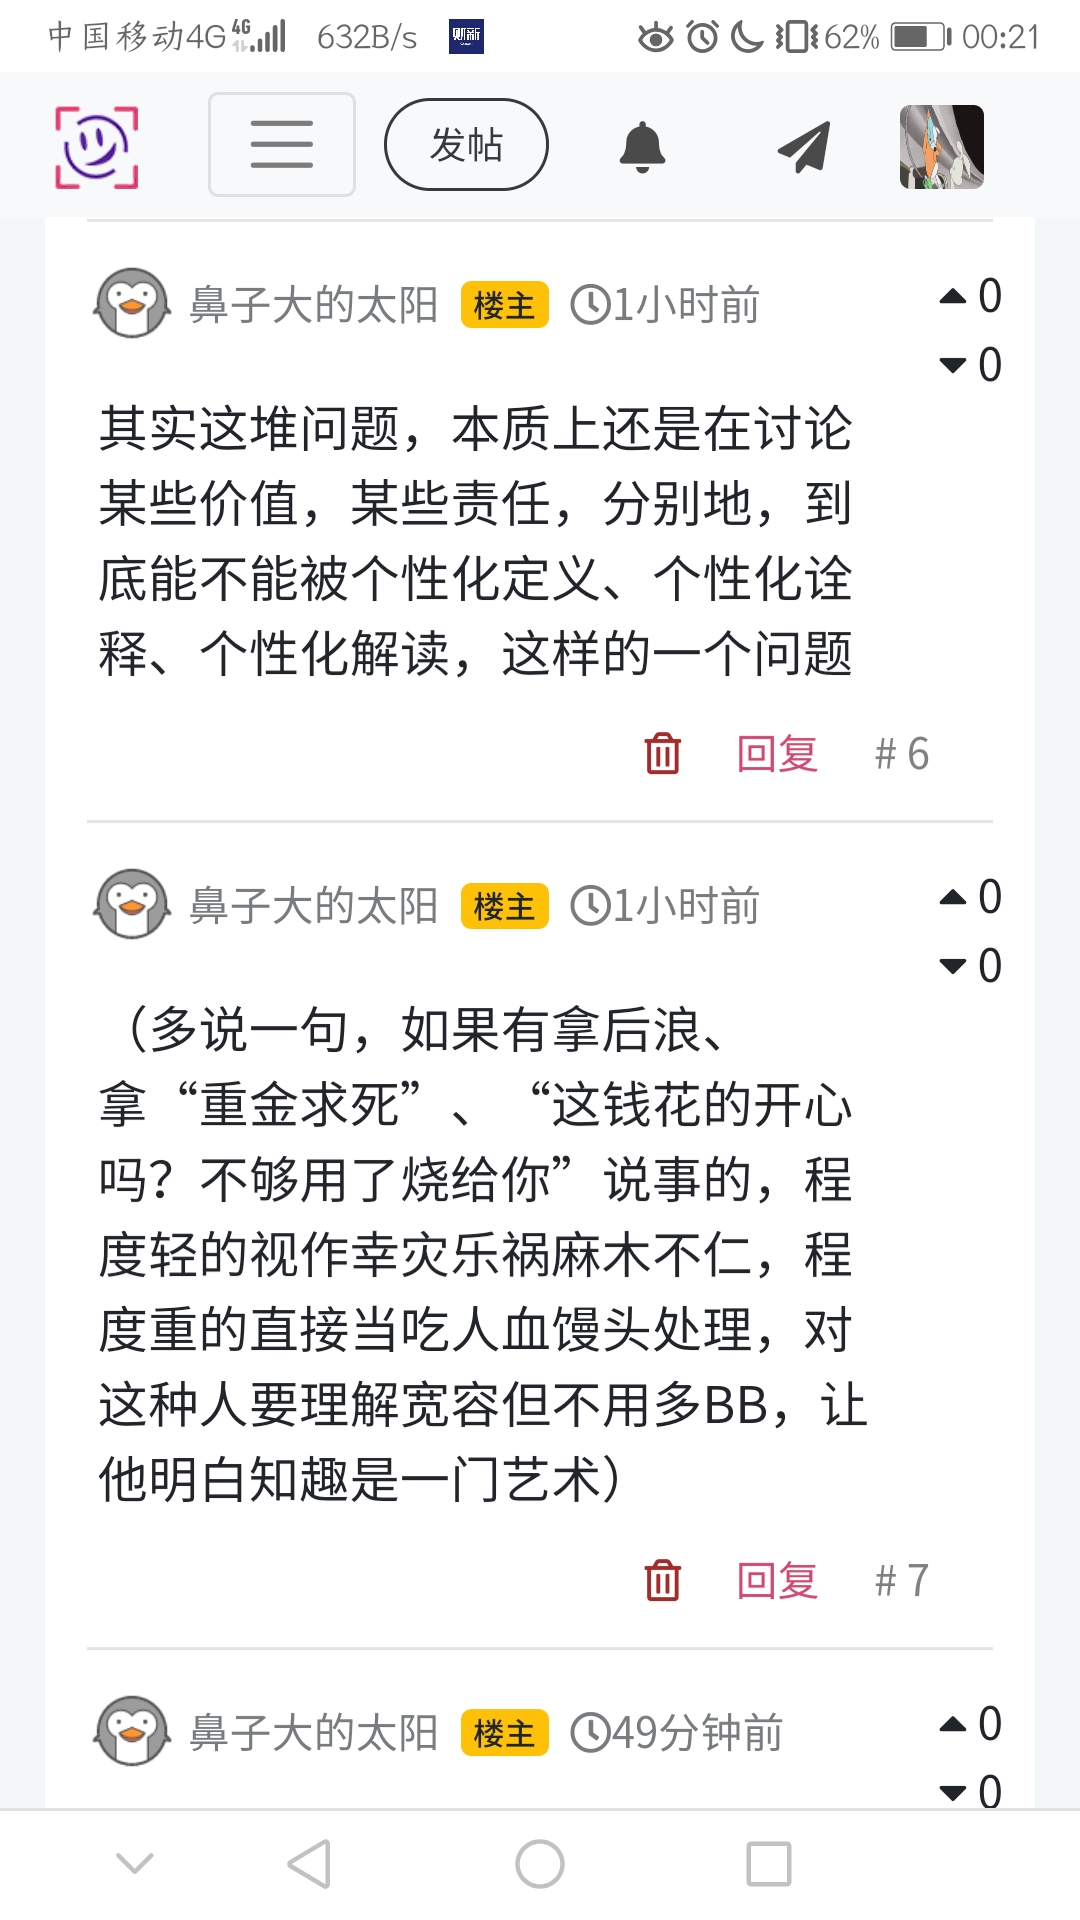 中国移动4G 4G 632B/s 财新 62% 00:21
发帖
鼻子大的太阳 楼主 1小时前 0
0
其实这堆问题，本质上还是在讨论
某些价值，某些责任，分别地，到
底能不能被个性化定义、个性化诠
释、个性化解读，这样的一个问题
回复 # 6
鼻子大的太阳 楼主 1小时前 0
0
（多说一句，如果有拿后浪、
拿“重金求死”、“这钱花的开心
吗？不够用了烧给你”说事的，程
度轻的视作幸灾乐祸麻木不仁，程
度重的直接当吃人血馒头处理，对
这种人要理解宽容但不用多BB，让
他明白知趣是一门艺术）
回复 # 7
鼻子大的太阳 楼主 49分钟前 0
0